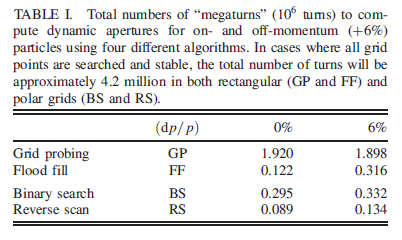 TABLE I. Total numbers of “megaturns” (10⁶ turns) to com-
pute dynamic apertures for on- and off-momentum (+6%)
particles using four different algorithms. In cases where all grid
points are searched and stable, the total number of turns will be
approximately 4.2 million in both rectangular (GP and FF) and
polar grids (BS and RS).
(dp/p) 0% 6%
Grid probing GP 1.920 1.898
Flood fill FF 0.122 0.316
Binary search BS 0.295 0.332
Reverse scan RS 0.089 0.134